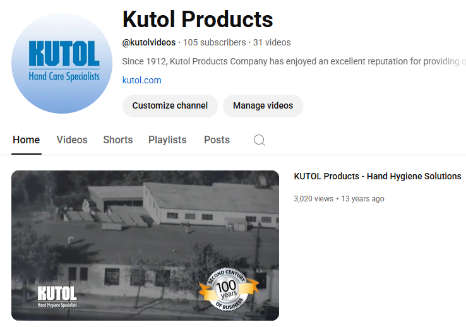 Kutol Products
@kutolvideos · 105 subscribers · 31 videos
Since 1912, Kutol Products Company has enjoyed an excellent reputation for providing
kutol.com
Customize channel Manage videos
Home Videos Shorts Playlists Posts
KUTOL
Hand Care Specialists
KUTOL Products - Hand Hygiene Solutions
3,020 views • 13 years ago
KUTOL
Hand Hygiene Specialists
SECOND CENTURY
100
years
OF BUSINESS